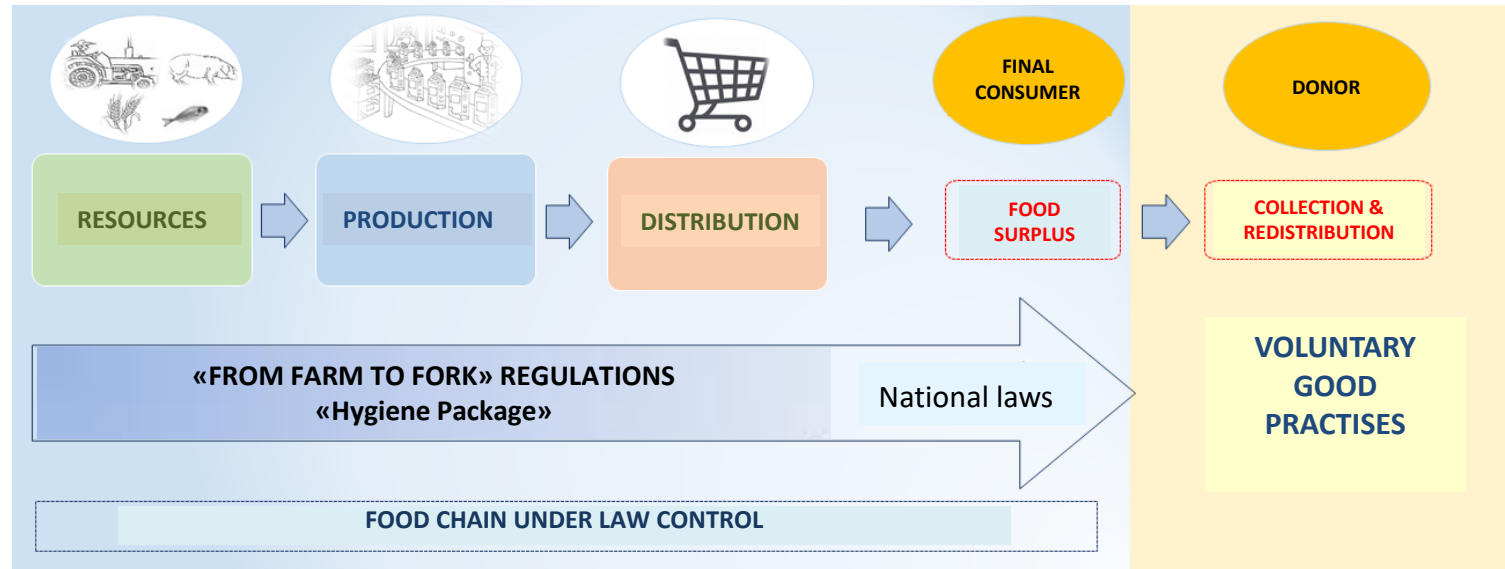 FINAL
CONSUMER
DONOR
RESOURCES
PRODUCTION
DISTRIBUTION
FOOD
SURPLUS
COLLECTION &
REDISTRIBUTION
«FROM FARM TO FORK» REGULATIONS
«Hygiene Package»
National laws
VOLUNTARY
GOOD
PRACTISES
FOOD CHAIN UNDER LAW CONTROL